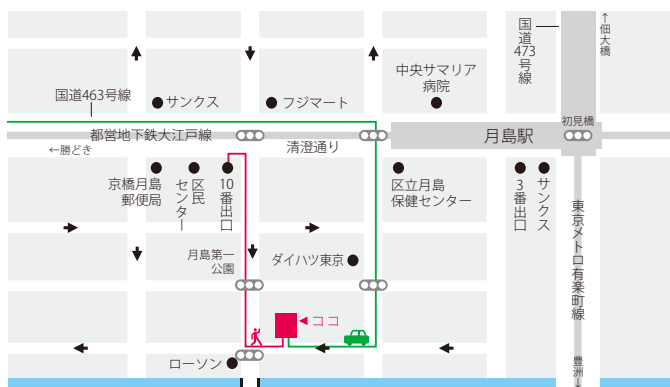 国道
473
号線
↑佃大橋
中央サマリア
病院
国道463号線
サンクス
フジマート
初見橋
都営地下鉄大江戸線
月島駅
←勝どき
清澄通り
京橋月島
郵便局
区民
センター
10
番出口
区立月島
保健センター
3
番出口
サンクス
東京メトロ有楽町線
月島第一
公園
ダイハツ東京
ココ
ローソン
豊洲→